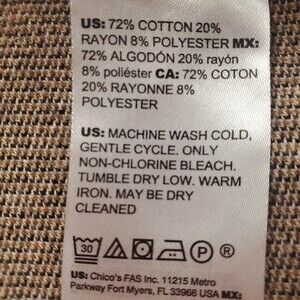 US: 72% COTTON 20%
RAYON 8% POLYESTER MX:
72% ALGODÓN 20% rayón
8% poliéster CA: 72% COTON
20% RAYONNE 8%
POLYESTER
US: MACHINE WASH COLD,
GENTLE CYCLE. ONLY
NON-CHLORINE BLEACH.
TUMBLE DRY LOW. WARM
IRON. MAY BE DRY
CLEANED
30 P
US: Chico's FAS Inc. 11215 Metro
Parkway Fort Myers, FL 33966 USA MX: